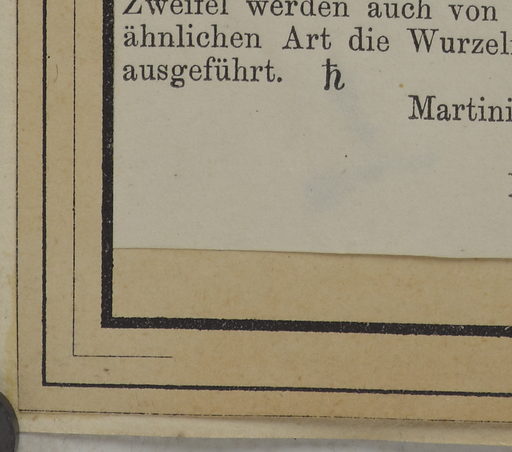 Zweifel werden auch von
ähnlichen Art die Wurzel
ausgeführt. ℏ
Martini